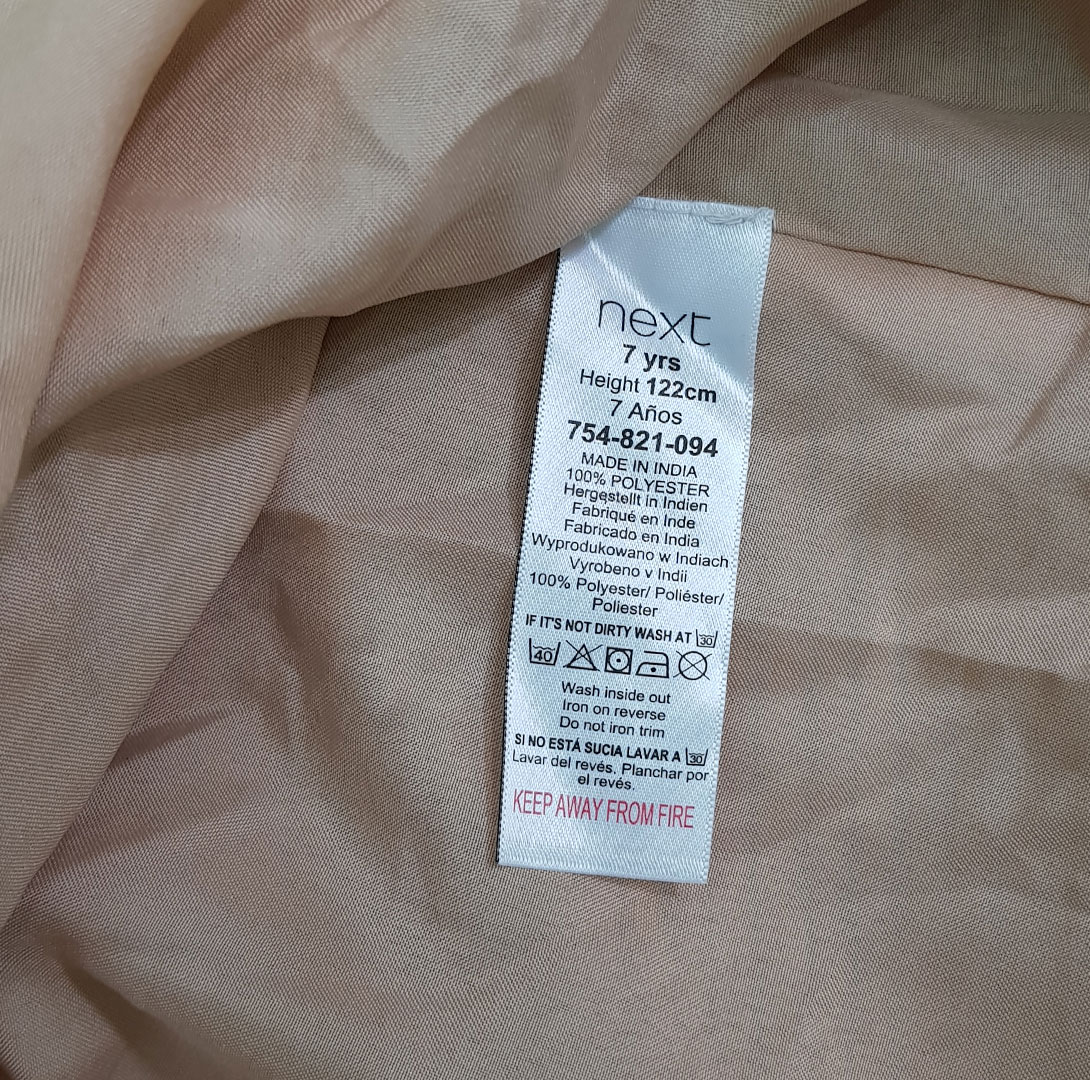 next
7 yrs
Height 122cm
7 Años
754-821-094
MADE IN INDIA
100% POLYESTER
Hergestellt in Indien
Fabriqué en Inde
Fabricado en India
Wyprodukowano w Indiach
Vyrobeno v Indii
100% Polyester/ Poliéster/
Poliester
IF IT'S NOT DIRTY WASH AT 30
40
Wash inside out
Iron on reverse
Do not iron trim
SI NO ESTÁ SUCIA LAVAR A 30
Lavar del revés. Planchar por
el revés.
KEEP AWAY FROM FIRE